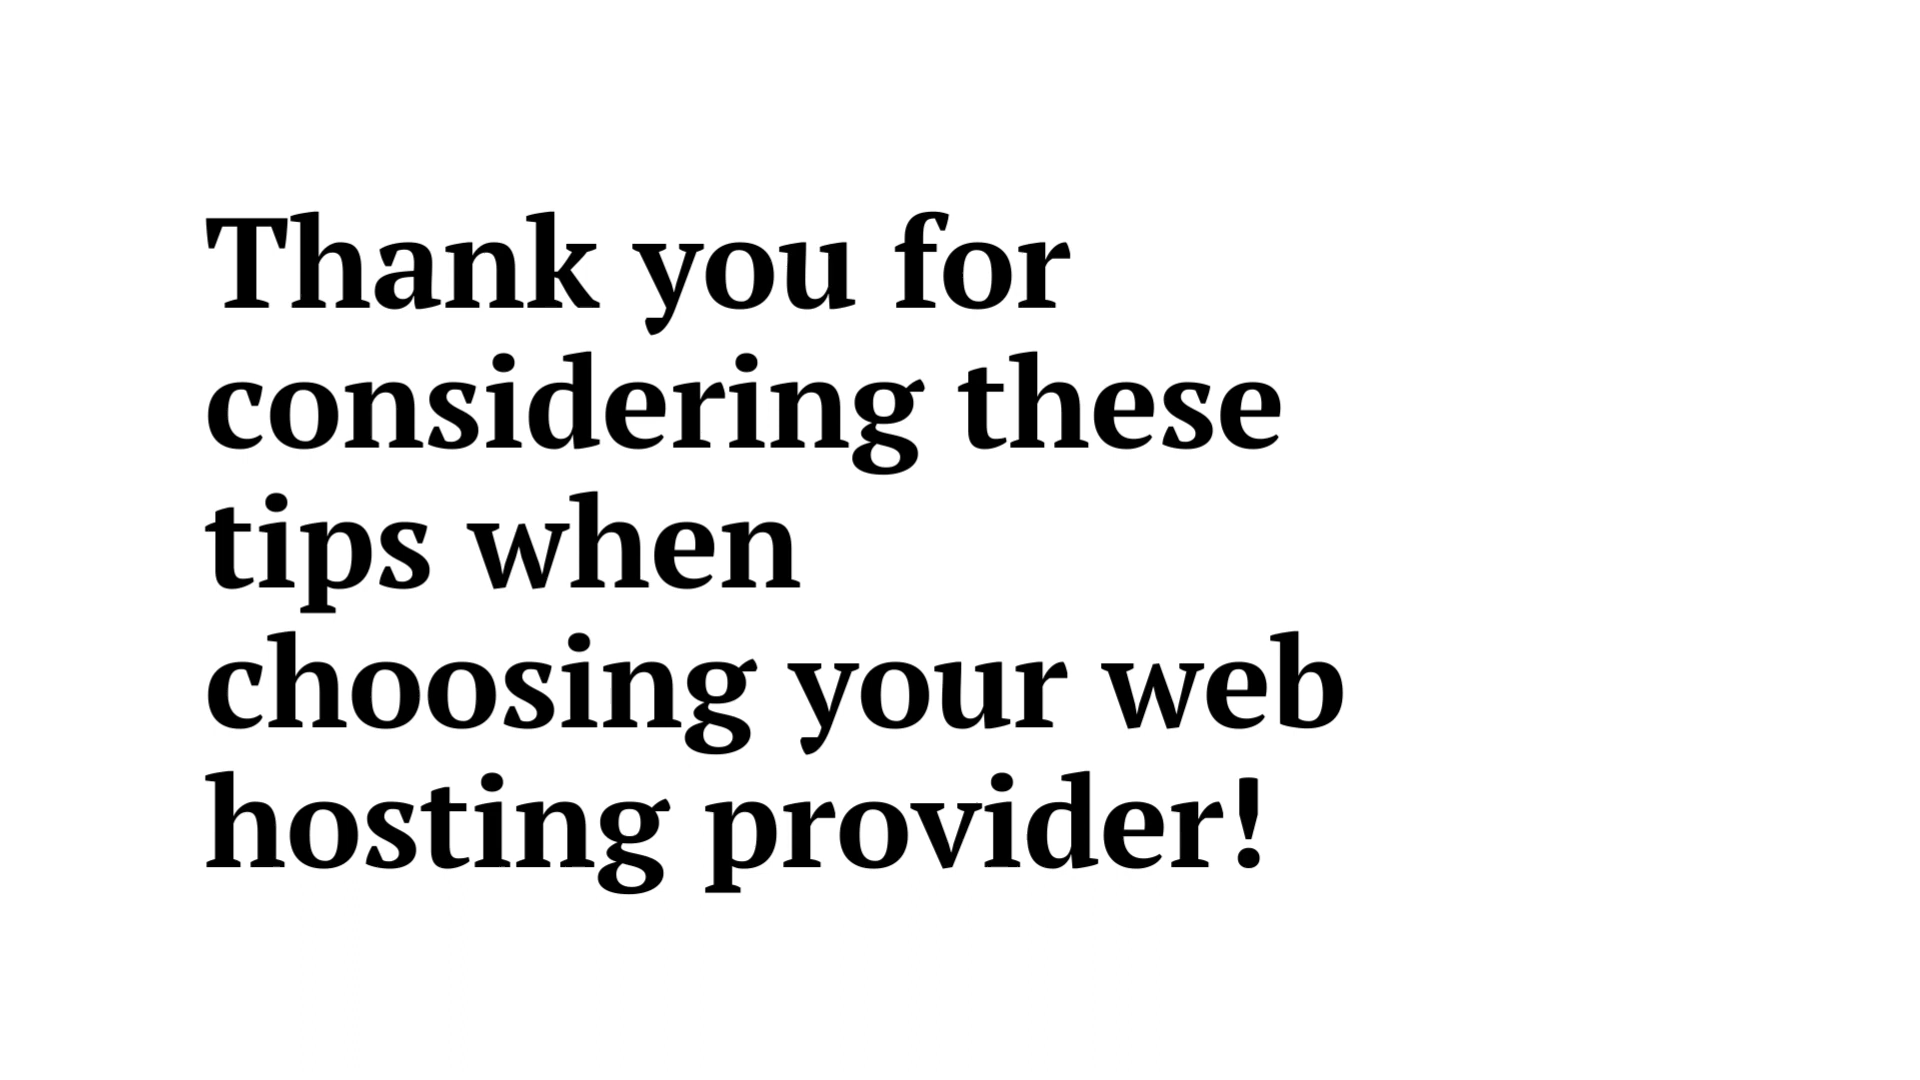 Thank you for
considering these
tips when
choosing your web
hosting provider!